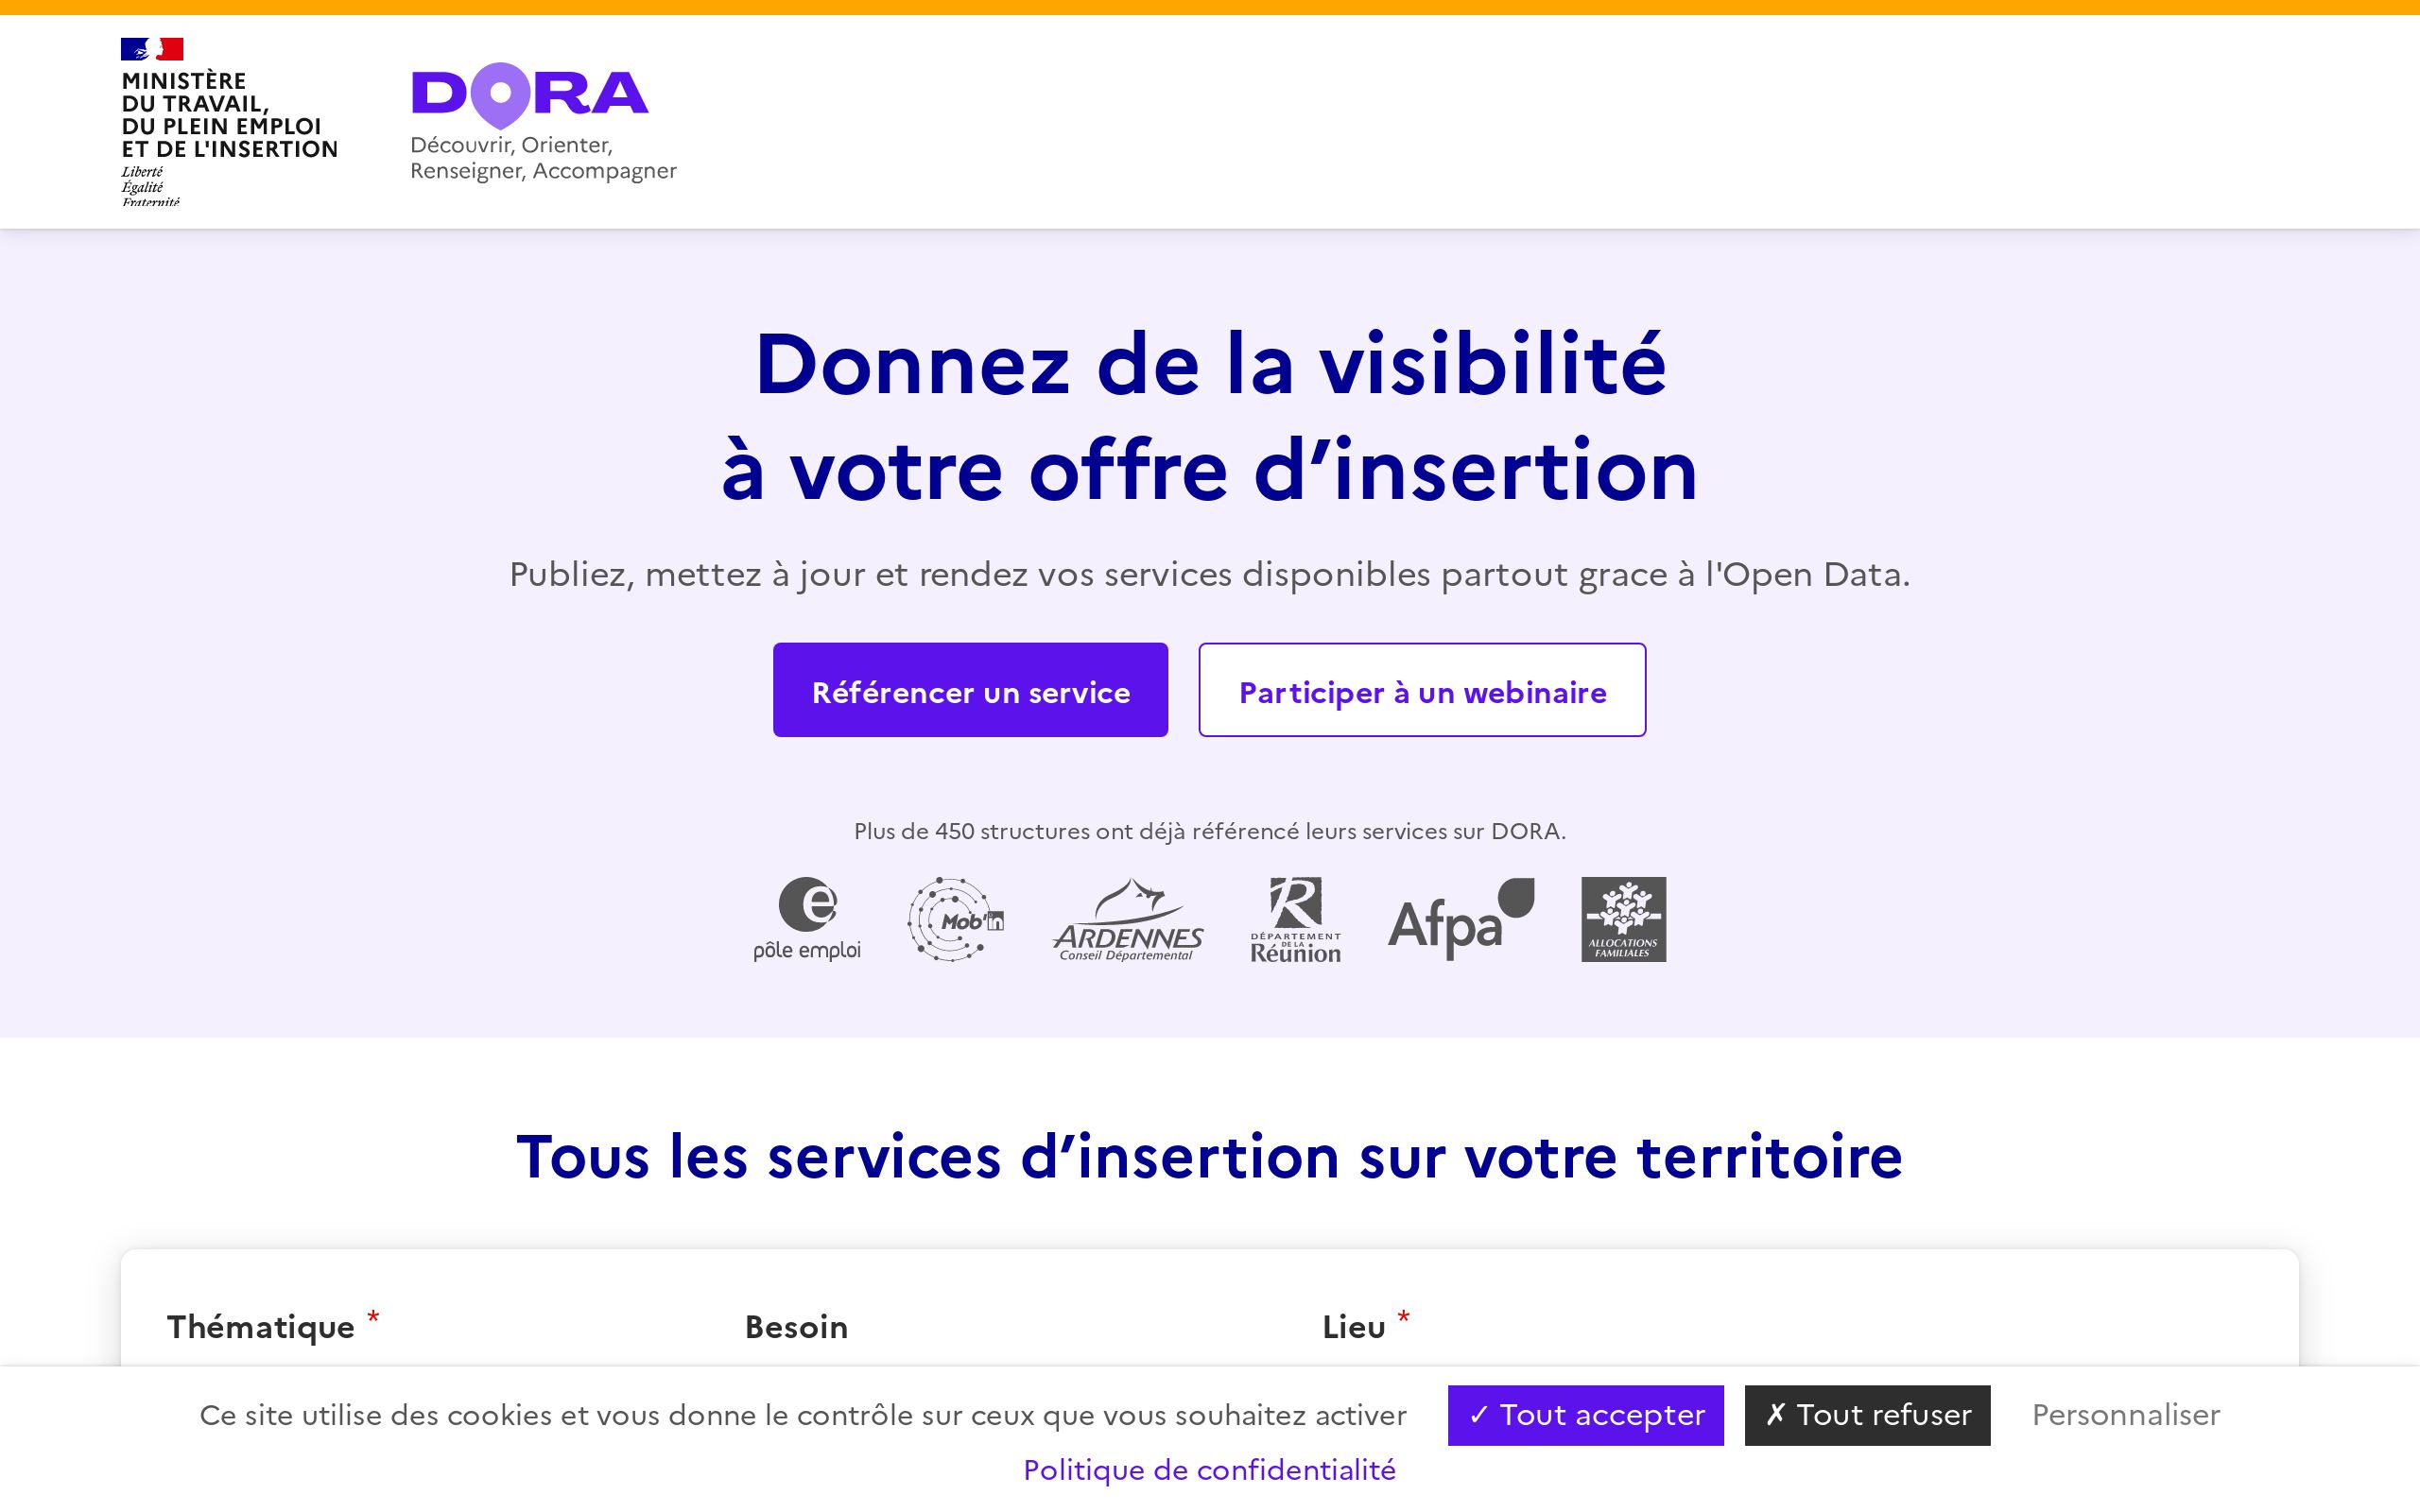 MINISTÈRE
DU TRAVAIL,
DU PLEIN EMPLOI
ET DE L'INSERTION
Liberté
Égalité
Fraternité
DORA
Découvrir, Orienter,
Renseigner, Accompagner
Donnez de la visibilité
à votre offre d’insertion
Publiez, mettez à jour et rendez vos services disponibles partout grace à l'Open Data.
Référencer un service
Participer à un webinaire
Plus de 450 structures ont déjà référencé leurs services sur DORA.
pôle emploi
Mob'in
ARDENNES
Conseil Départemental
R
DÉPARTEMENT
DE LA
Réunion
Afpa
ALLOCATIONS
FAMILIALES
Tous les services d’insertion sur votre territoire
Thématique *
Besoin
Lieu *
Ce site utilise des cookies et vous donne le contrôle sur ceux que vous souhaitez activer
✓ Tout accepter
✗ Tout refuser
Personnaliser
Politique de confidentialité